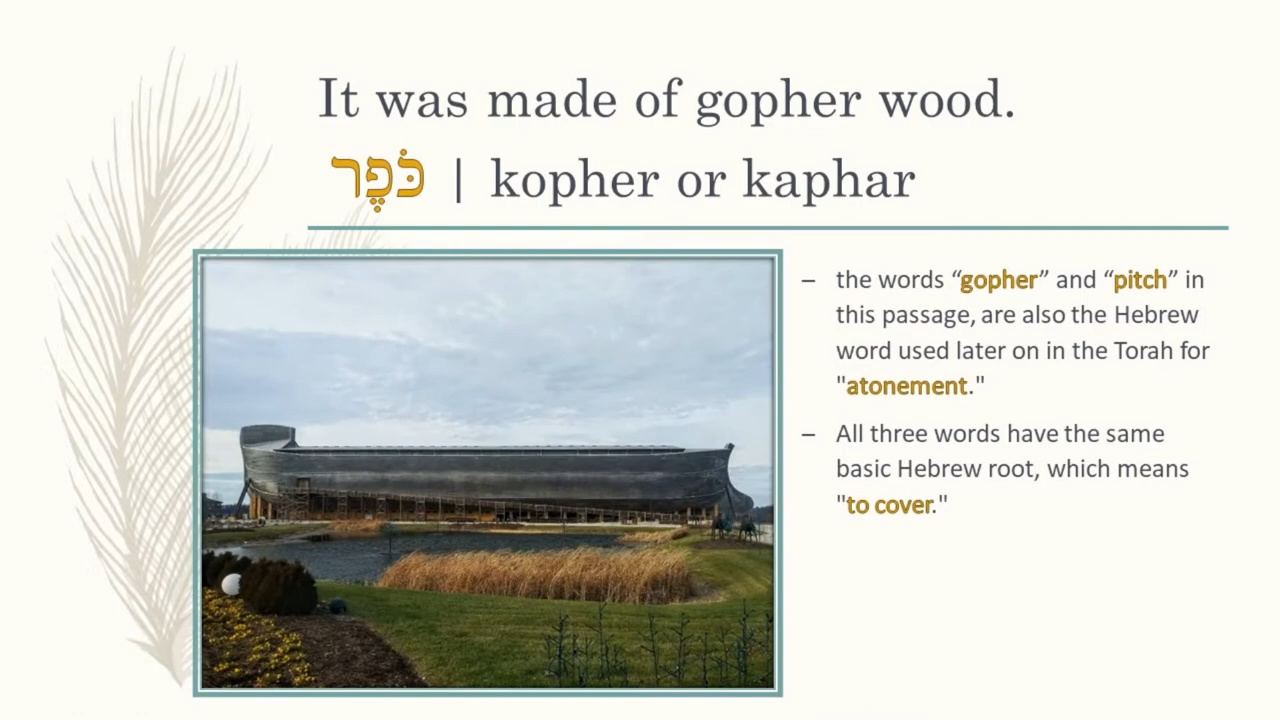 It was made of gopher wood.
כֹּפֶר | kopher or kaphar
– the words “gopher” and “pitch” in
this passage, are also the Hebrew
word used later on in the Torah for
"atonement."
– All three words have the same
basic Hebrew root, which means
"to cover."